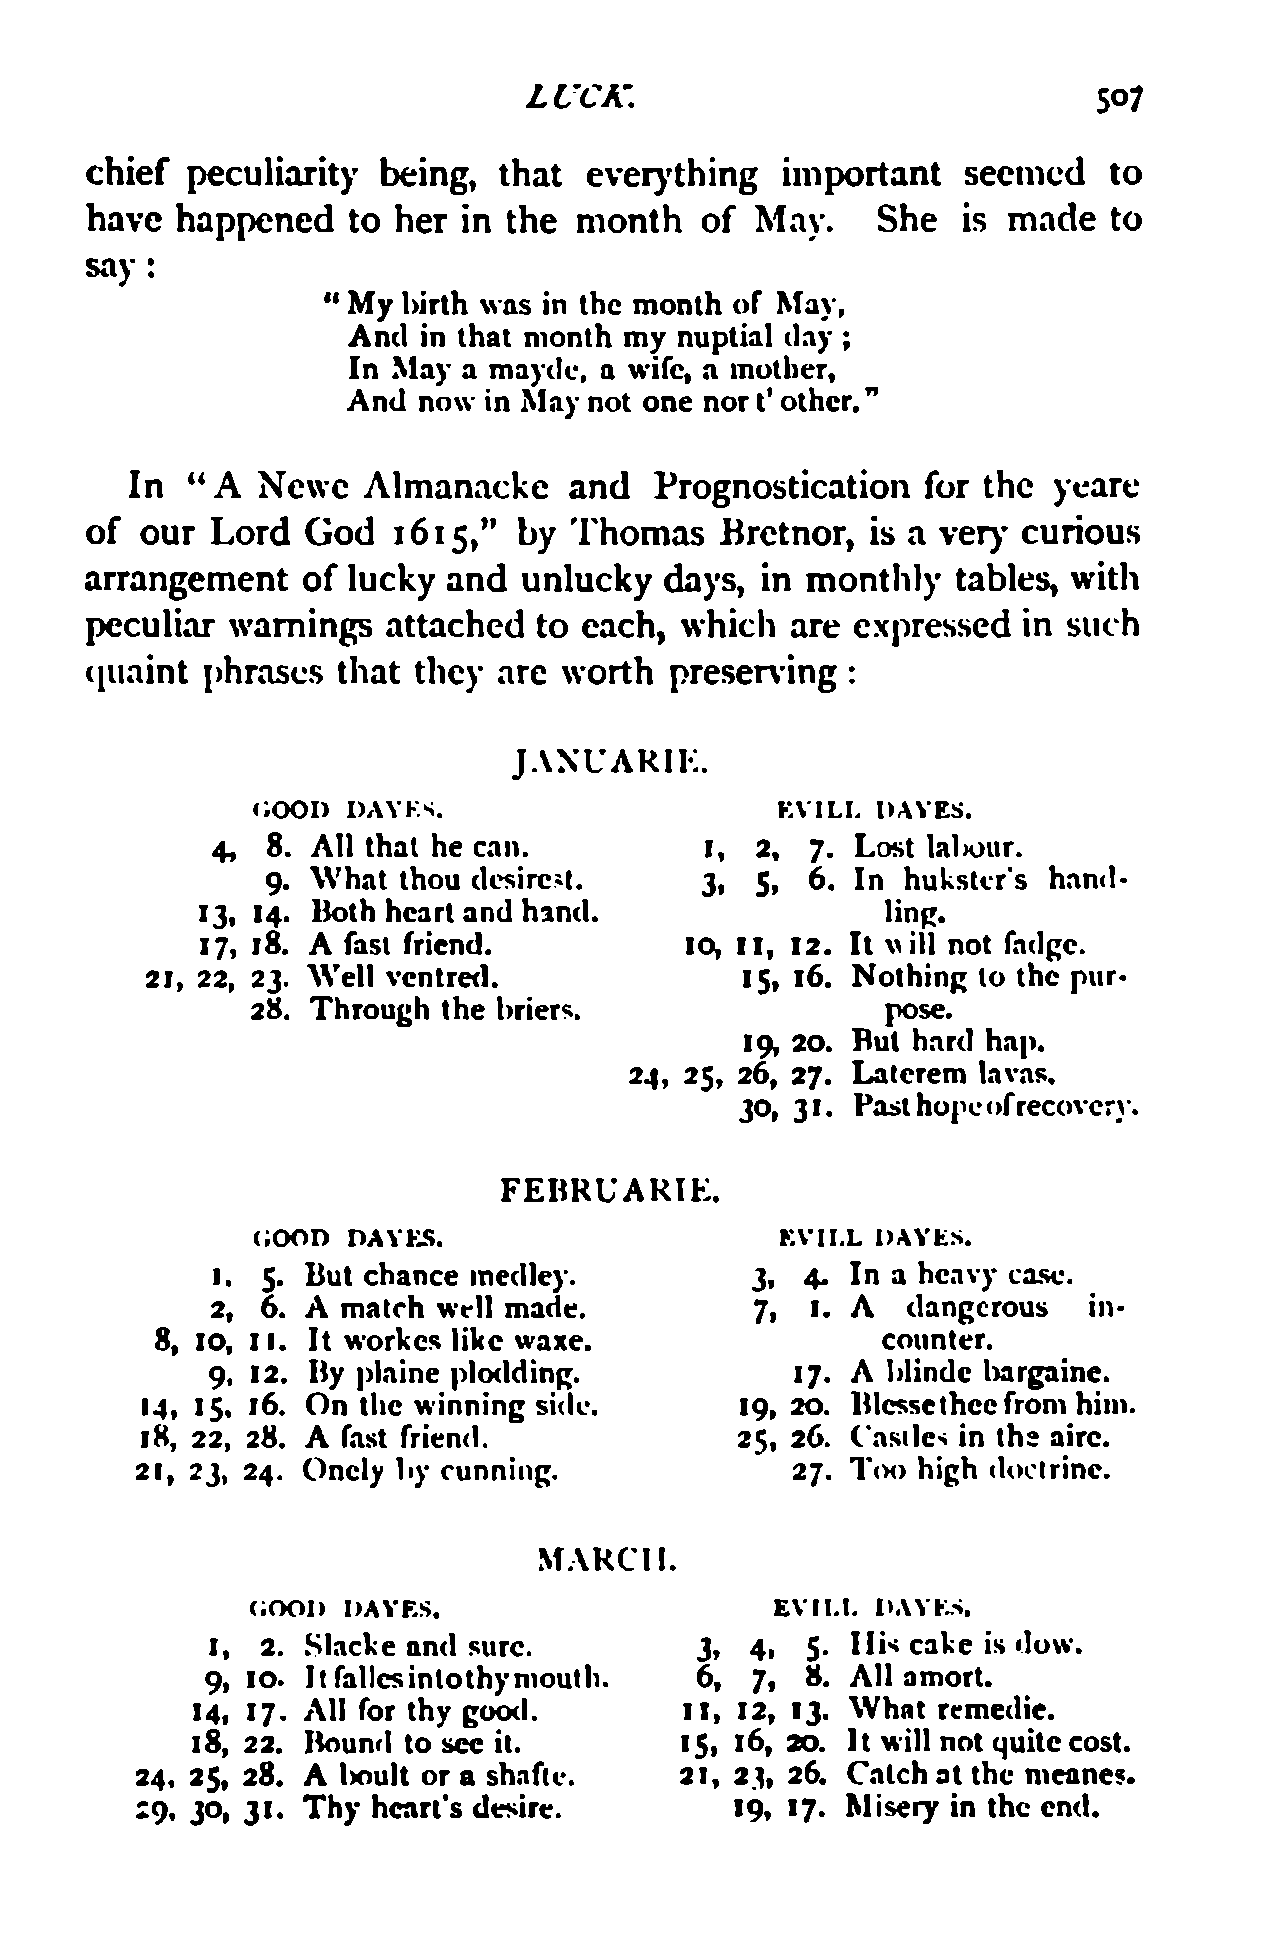 LUCK. 507
chief peculiarity being, that everything important seemed to
have happened to her in the month of May. She is made to
say :
"My birth was in the month of May,
And in that month my nuptial day ;
In May a mayde, a wife, a mother,
And now in May not one nor t' other."
In "A Newe Almanacke and Prognostication for the yeare
of our Lord God 1615," by Thomas Bretnor, is a very curious
arrangement of lucky and unlucky days, in monthly tables, with
peculiar warnings attached to each, which are expressed in such
quaint phrases that they are worth preserving :
JANUARIE.
GOOD DAYES.
4, 8. All that he can.
9. What thou desirest.
13, 14. Both heart and hand.
17, 18. A fast friend.
21, 22, 23. Well ventred.
28. Through the briers.
EVILL DAYES.
1, 2, 7. Lost labour.
3, 5, 6. In hukster's hand-
ling.
10, 11, 12. It will not fadge.
15, 16. Nothing to the pur-
pose.
19, 20. But hard hap.
24, 25, 26, 27. Laterem lavas.
30, 31. Past hope of recovery.
FEBRUARIE.
GOOD DAYES.
1, 5. But chance medley.
2, 6. A match well made.
8, 10, 11. It workes like waxe.
9, 12. By plaine plodding.
14, 15, 16. On the winning side.
18, 22, 28. A fast friend.
21, 23, 24. Onely by cunning.
EVILL DAYES.
3, 4. In a heavy case.
7, 1. A dangerous in-
counter.
17. A blinde bargaine.
19, 20. Blesse thee from him.
25, 26. Castles in the aire.
27. Too high doctrine.
MARCH.
GOOD DAYES.
1, 2. Slacke and sure.
9, 10. It falles into thy mouth.
14, 17. All for thy good.
18, 22. Bound to see it.
24, 25, 28. A boult or a shafte.
29, 30, 31. Thy heart's desire.
EVILL DAYES.
3, 4, 5. His cake is dow.
6, 7, 8. All amort.
11, 12, 13. What remedie.
15, 16, 20. It will not quite cost.
21, 23, 26. Catch at the meanes.
19, 17. Misery in the end.